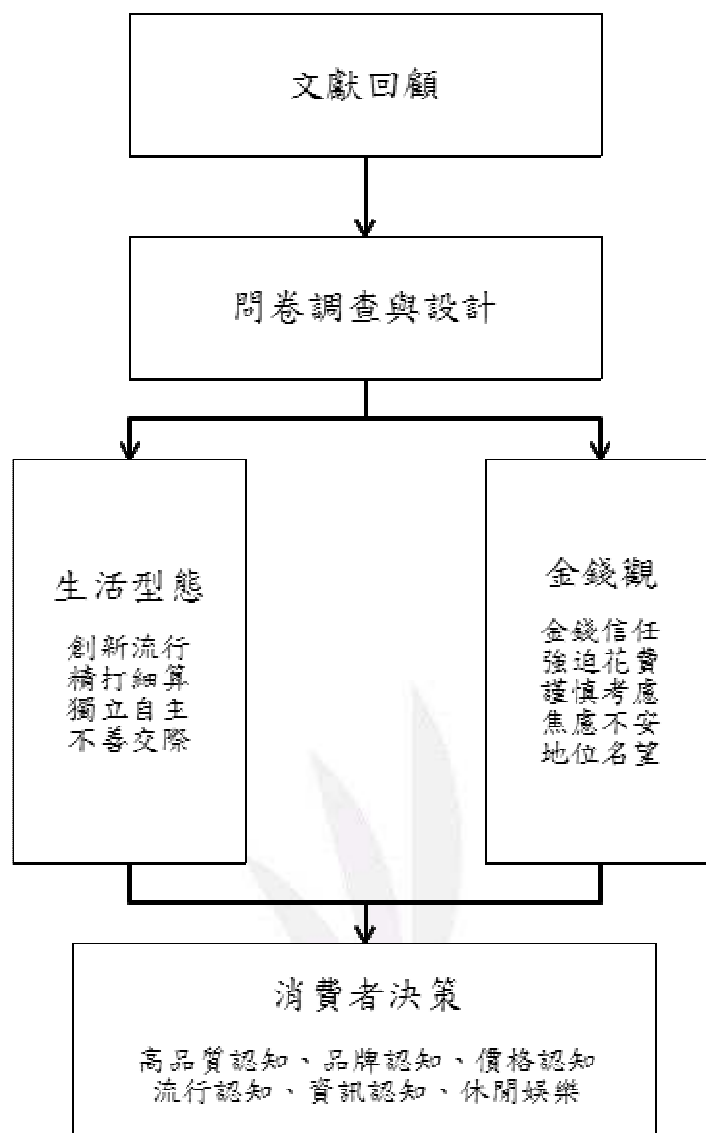 文獻回顧
問卷調查與設計
生活型態
創新流行
精打細算
獨立自主
不善交際
金錢觀
金錢信任
強迫花費
謹慎考慮
焦慮不安
地位名望
消費者決策
高品質認知、品牌認知、價格認知
流行認知、資訊認知、休閒娛樂